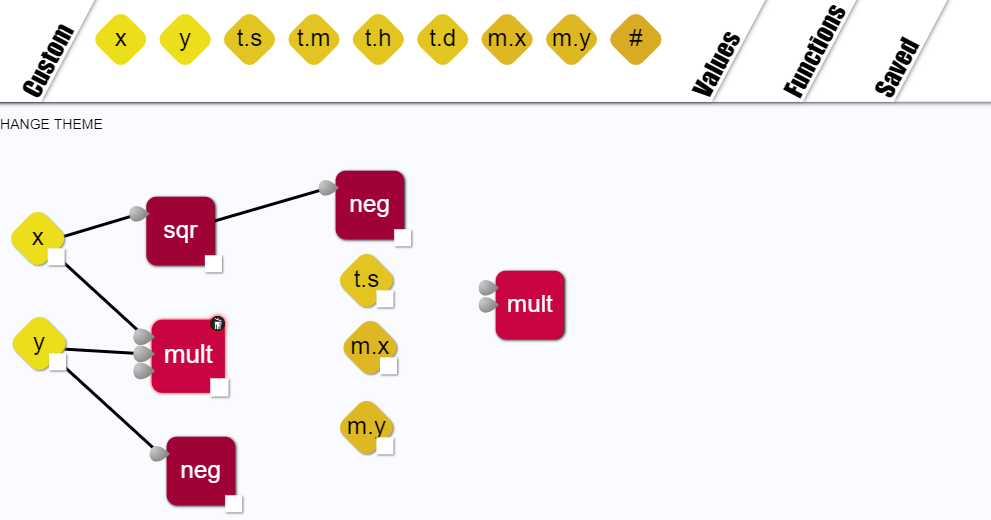 Custom x y t.s t.m t.h t.d m.x m.y # Values Functions Saved
HANGE THEME
neg
sqr
x
t.s
mult
y
mult
m.x
m.y
neg